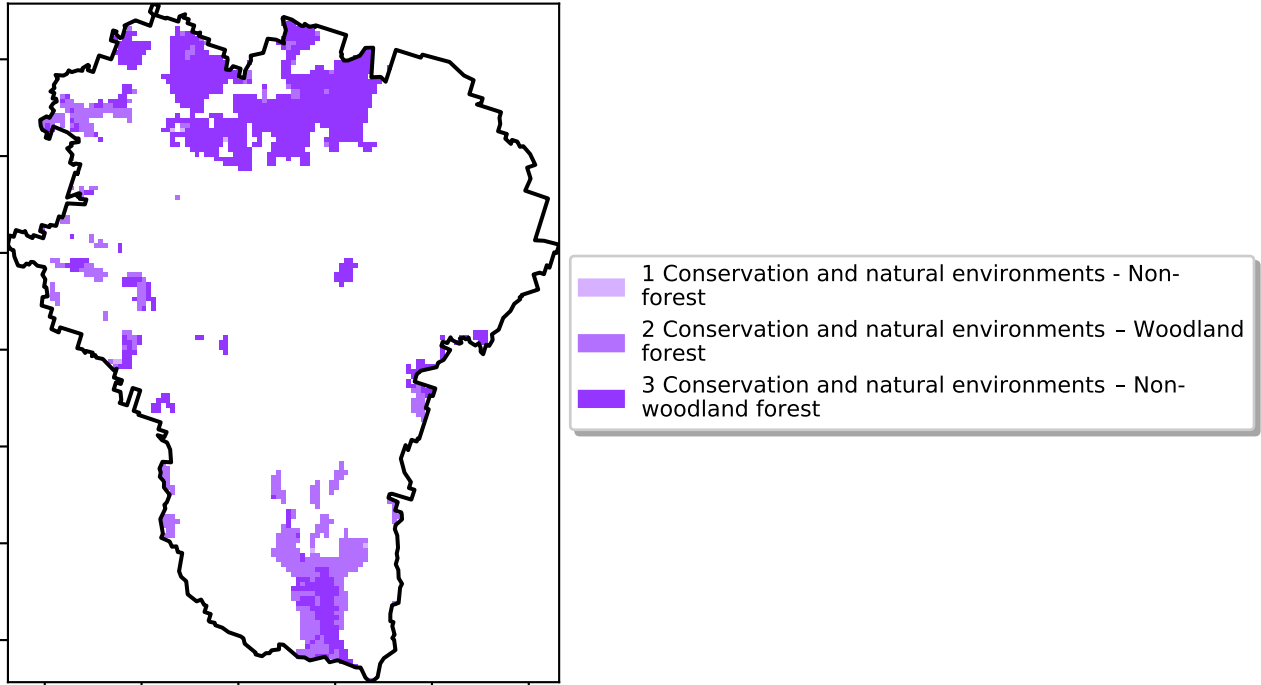 1 Conservation and natural environments - Non-
forest
2 Conservation and natural environments – Woodland
forest
3 Conservation and natural environments – Non-
woodland forest